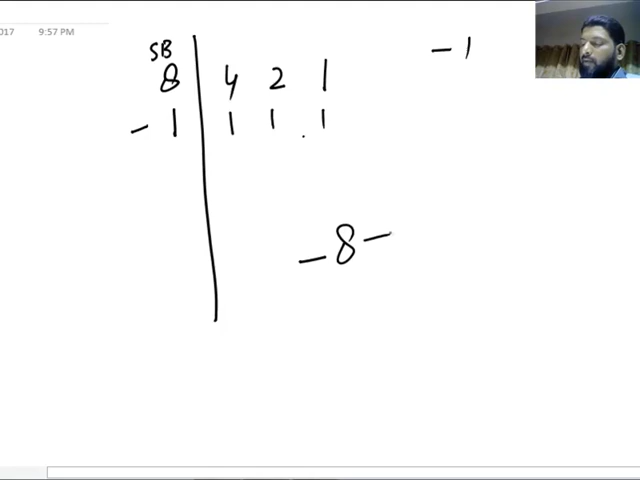 017 9:57 PM
SB
8 4 2 1 - 1
- 1 1 1 1
- 8 -